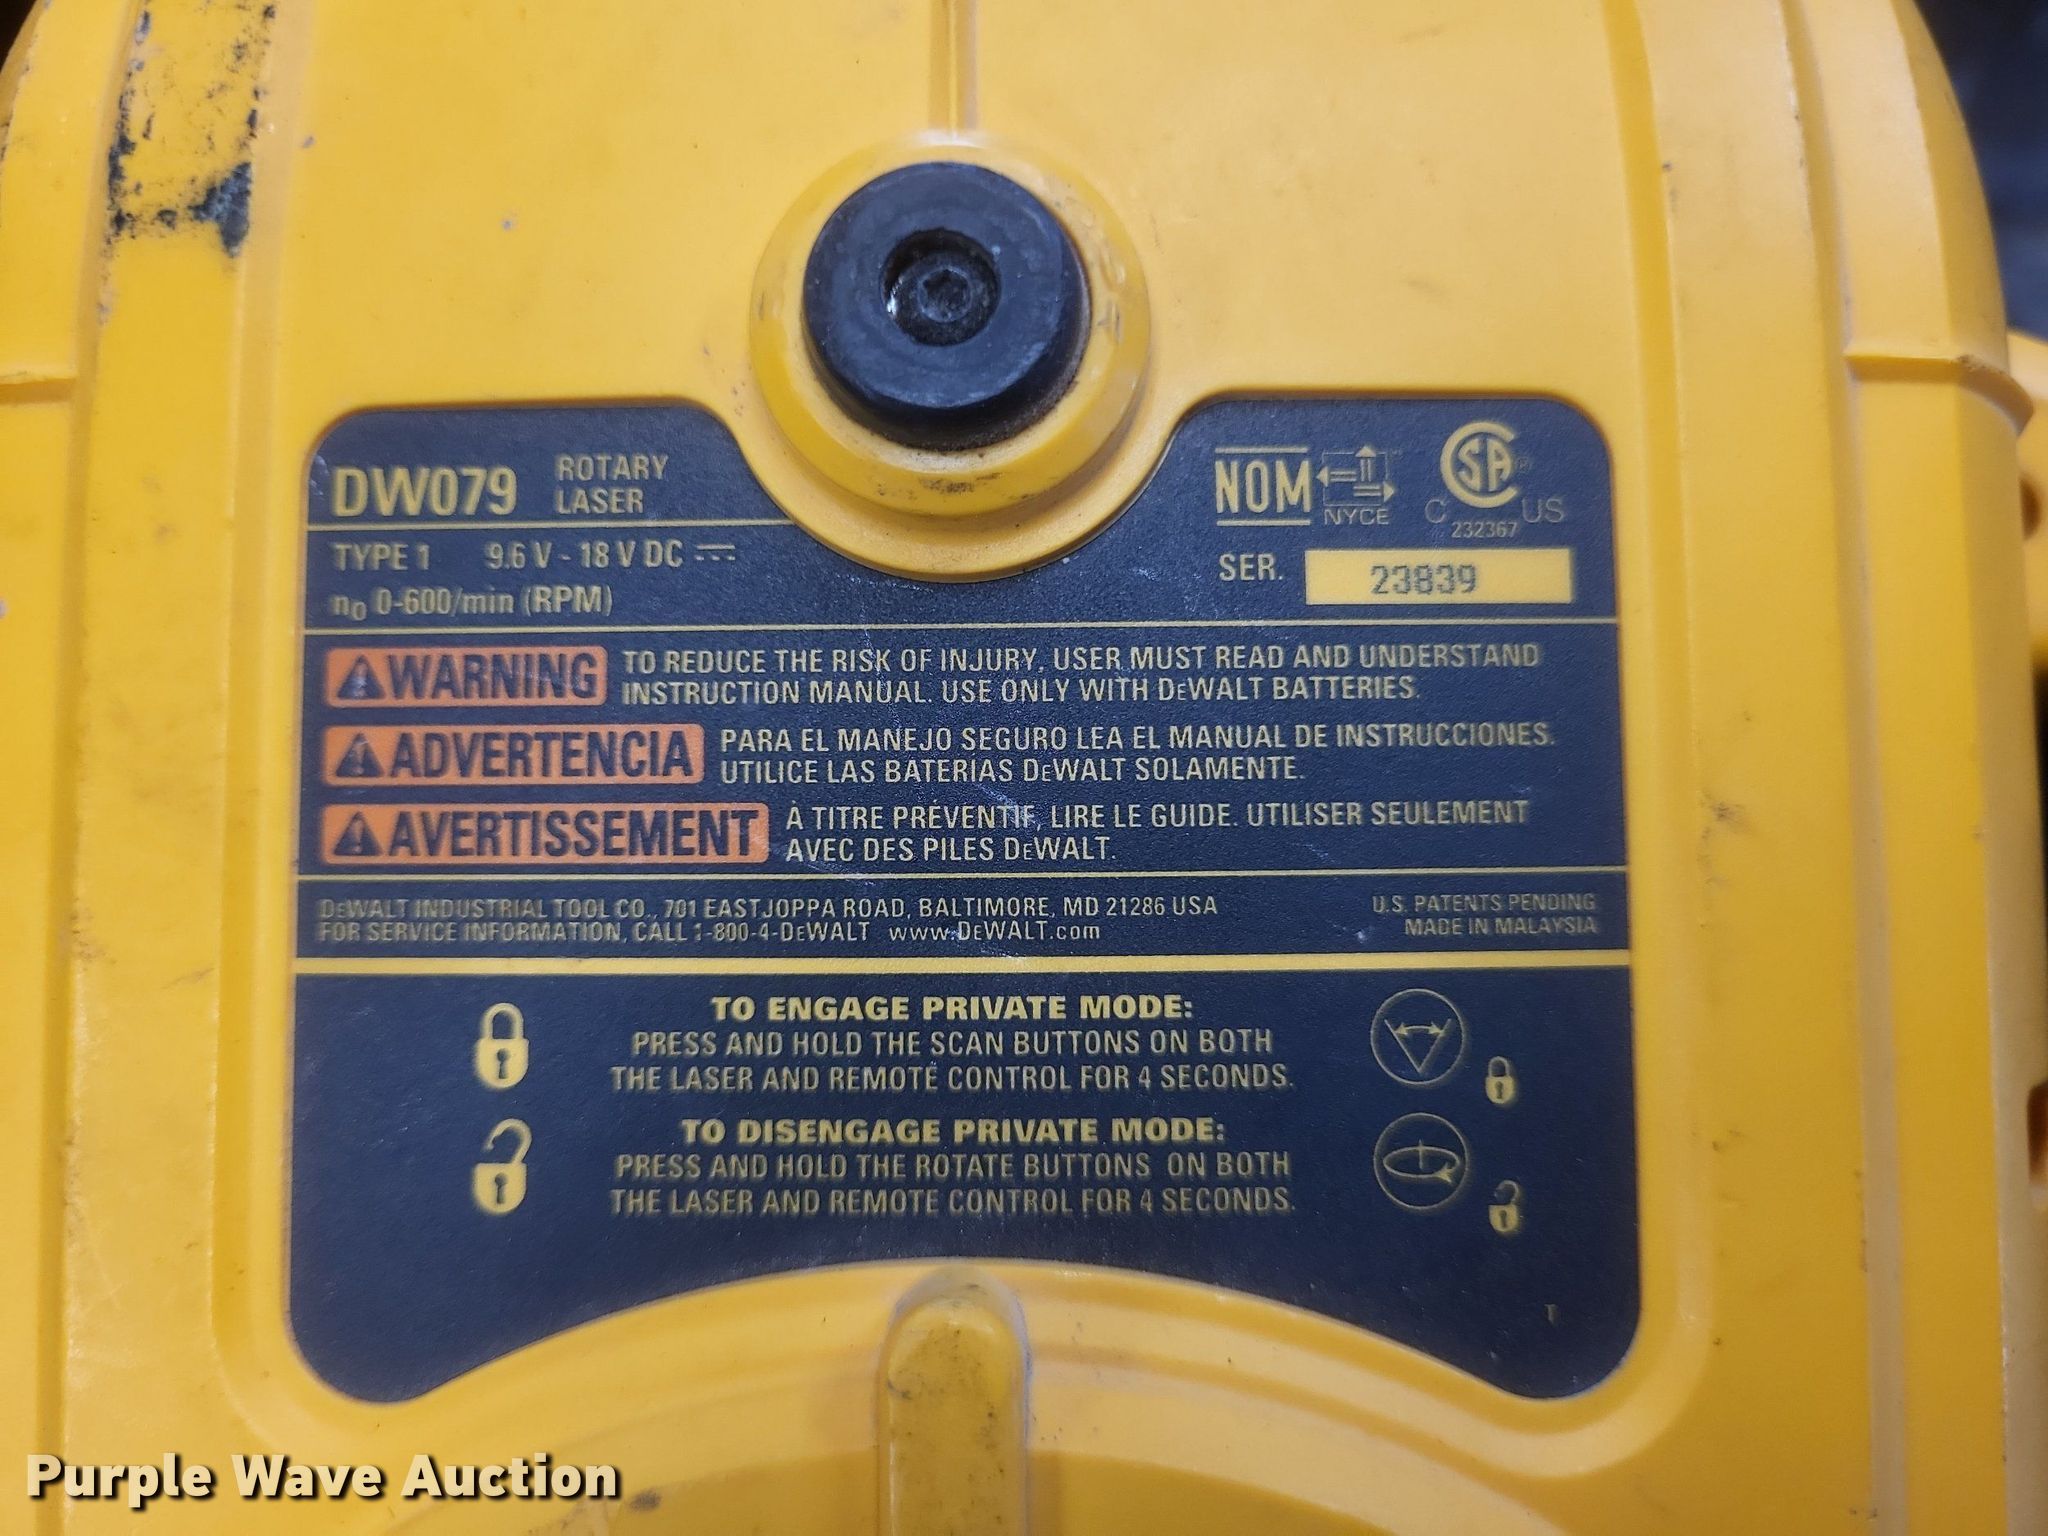 DW079 ROTARY LASER
NOM NYCE CSA® C US
232367
TYPE 1 9.6 V - 18 V DC
SER. 23839
n₀ 0-600/min (RPM)
WARNING TO REDUCE THE RISK OF INJURY, USER MUST READ AND UNDERSTAND
INSTRUCTION MANUAL. USE ONLY WITH DeWALT BATTERIES.
ADVERTENCIA PARA EL MANEJO SEGURO LEA EL MANUAL DE INSTRUCCIONES.
UTILICE LAS BATERIAS DeWALT SOLAMENTE.
AVERTISSEMENT À TITRE PRÉVENTIF, LIRE LE GUIDE. UTILISER SEULEMENT
AVEC DES PILES DeWALT.
DeWALT INDUSTRIAL TOOL CO., 701 EAST JOPPA ROAD, BALTIMORE, MD 21286 USA
FOR SERVICE INFORMATION, CALL 1-800-4-DeWALT www.DeWALT.com
U.S. PATENTS PENDING
MADE IN MALAYSIA
TO ENGAGE PRIVATE MODE:
PRESS AND HOLD THE SCAN BUTTONS ON BOTH
THE LASER AND REMOTE CONTROL FOR 4 SECONDS.
TO DISENGAGE PRIVATE MODE:
PRESS AND HOLD THE ROTATE BUTTONS ON BOTH
THE LASER AND REMOTE CONTROL FOR 4 SECONDS.
T
Purple Wave Auction